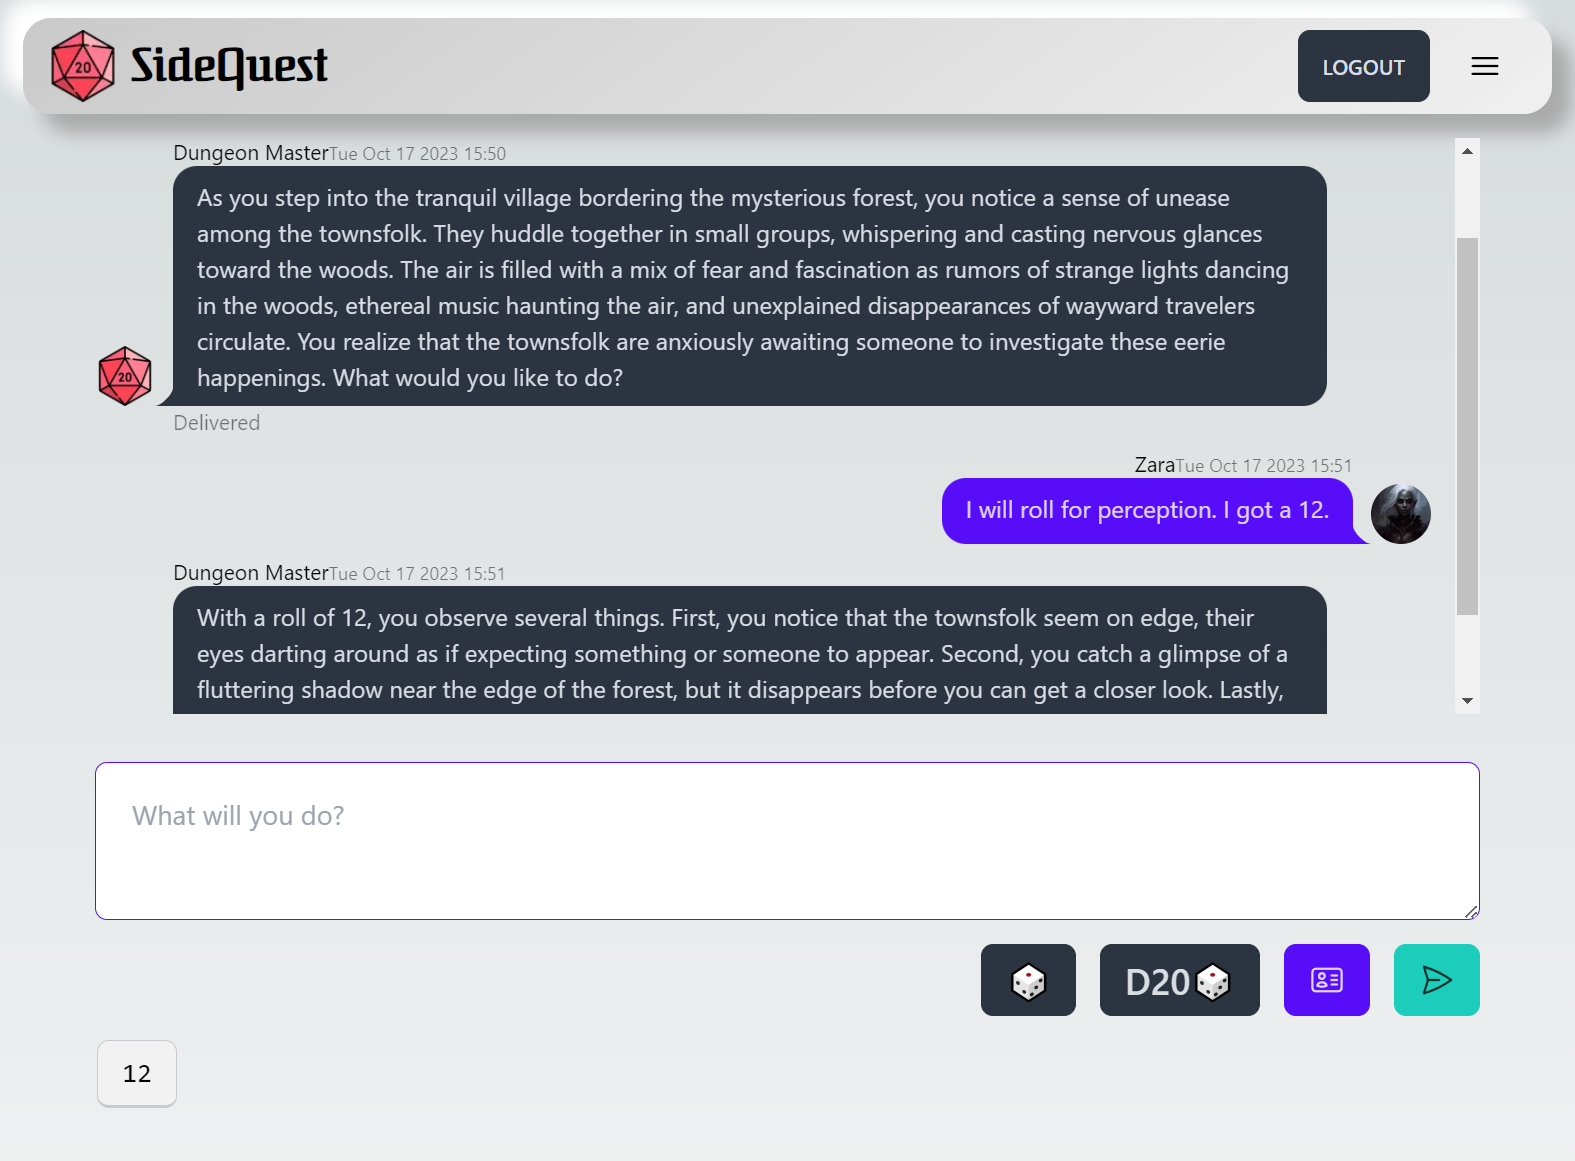 20 SideQuest LOGOUT
Dungeon Master Tue Oct 17 2023 15:50
As you step into the tranquil village bordering the mysterious forest, you notice a sense of unease
among the townsfolk. They huddle together in small groups, whispering and casting nervous glances
toward the woods. The air is filled with a mix of fear and fascination as rumors of strange lights dancing
in the woods, ethereal music haunting the air, and unexplained disappearances of wayward travelers
circulate. You realize that the townsfolk are anxiously awaiting someone to investigate these eerie
happenings. What would you like to do?
20
Delivered
Zara Tue Oct 17 2023 15:51
I will roll for perception. I got a 12.
Dungeon Master Tue Oct 17 2023 15:51
With a roll of 12, you observe several things. First, you notice that the townsfolk seem on edge, their
eyes darting around as if expecting something or someone to appear. Second, you catch a glimpse of a
fluttering shadow near the edge of the forest, but it disappears before you can get a closer look. Lastly,
What will you do?
D20
12